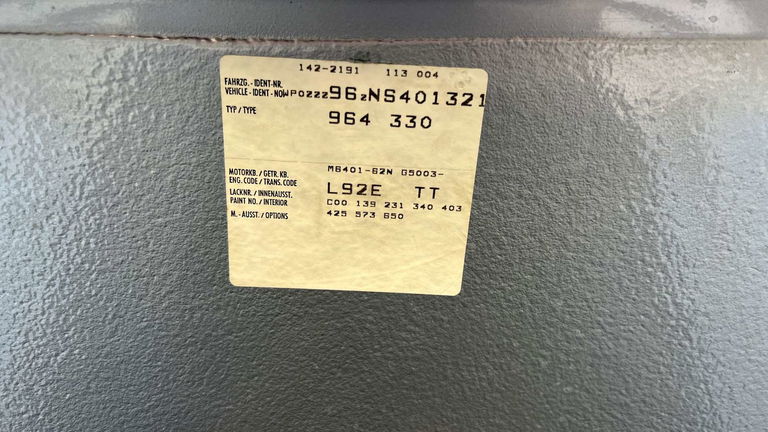 142-2191 113 004
FAHRZG. - IDENT-NR.
VEHICLE - IDENT - NO WP0ZZZ96ZNS401321
TYP / TYPE 964 330
MOTORKB. / GETR. KB. M6401-62N G5003-
ENG. CODE / TRANS. CODE
LACKNR. / INNENAUSST. L92E TT
PAINT NO. / INTERIOR C00 139 231 340 403
M. - AUSST. / OPTIONS 425 573 650